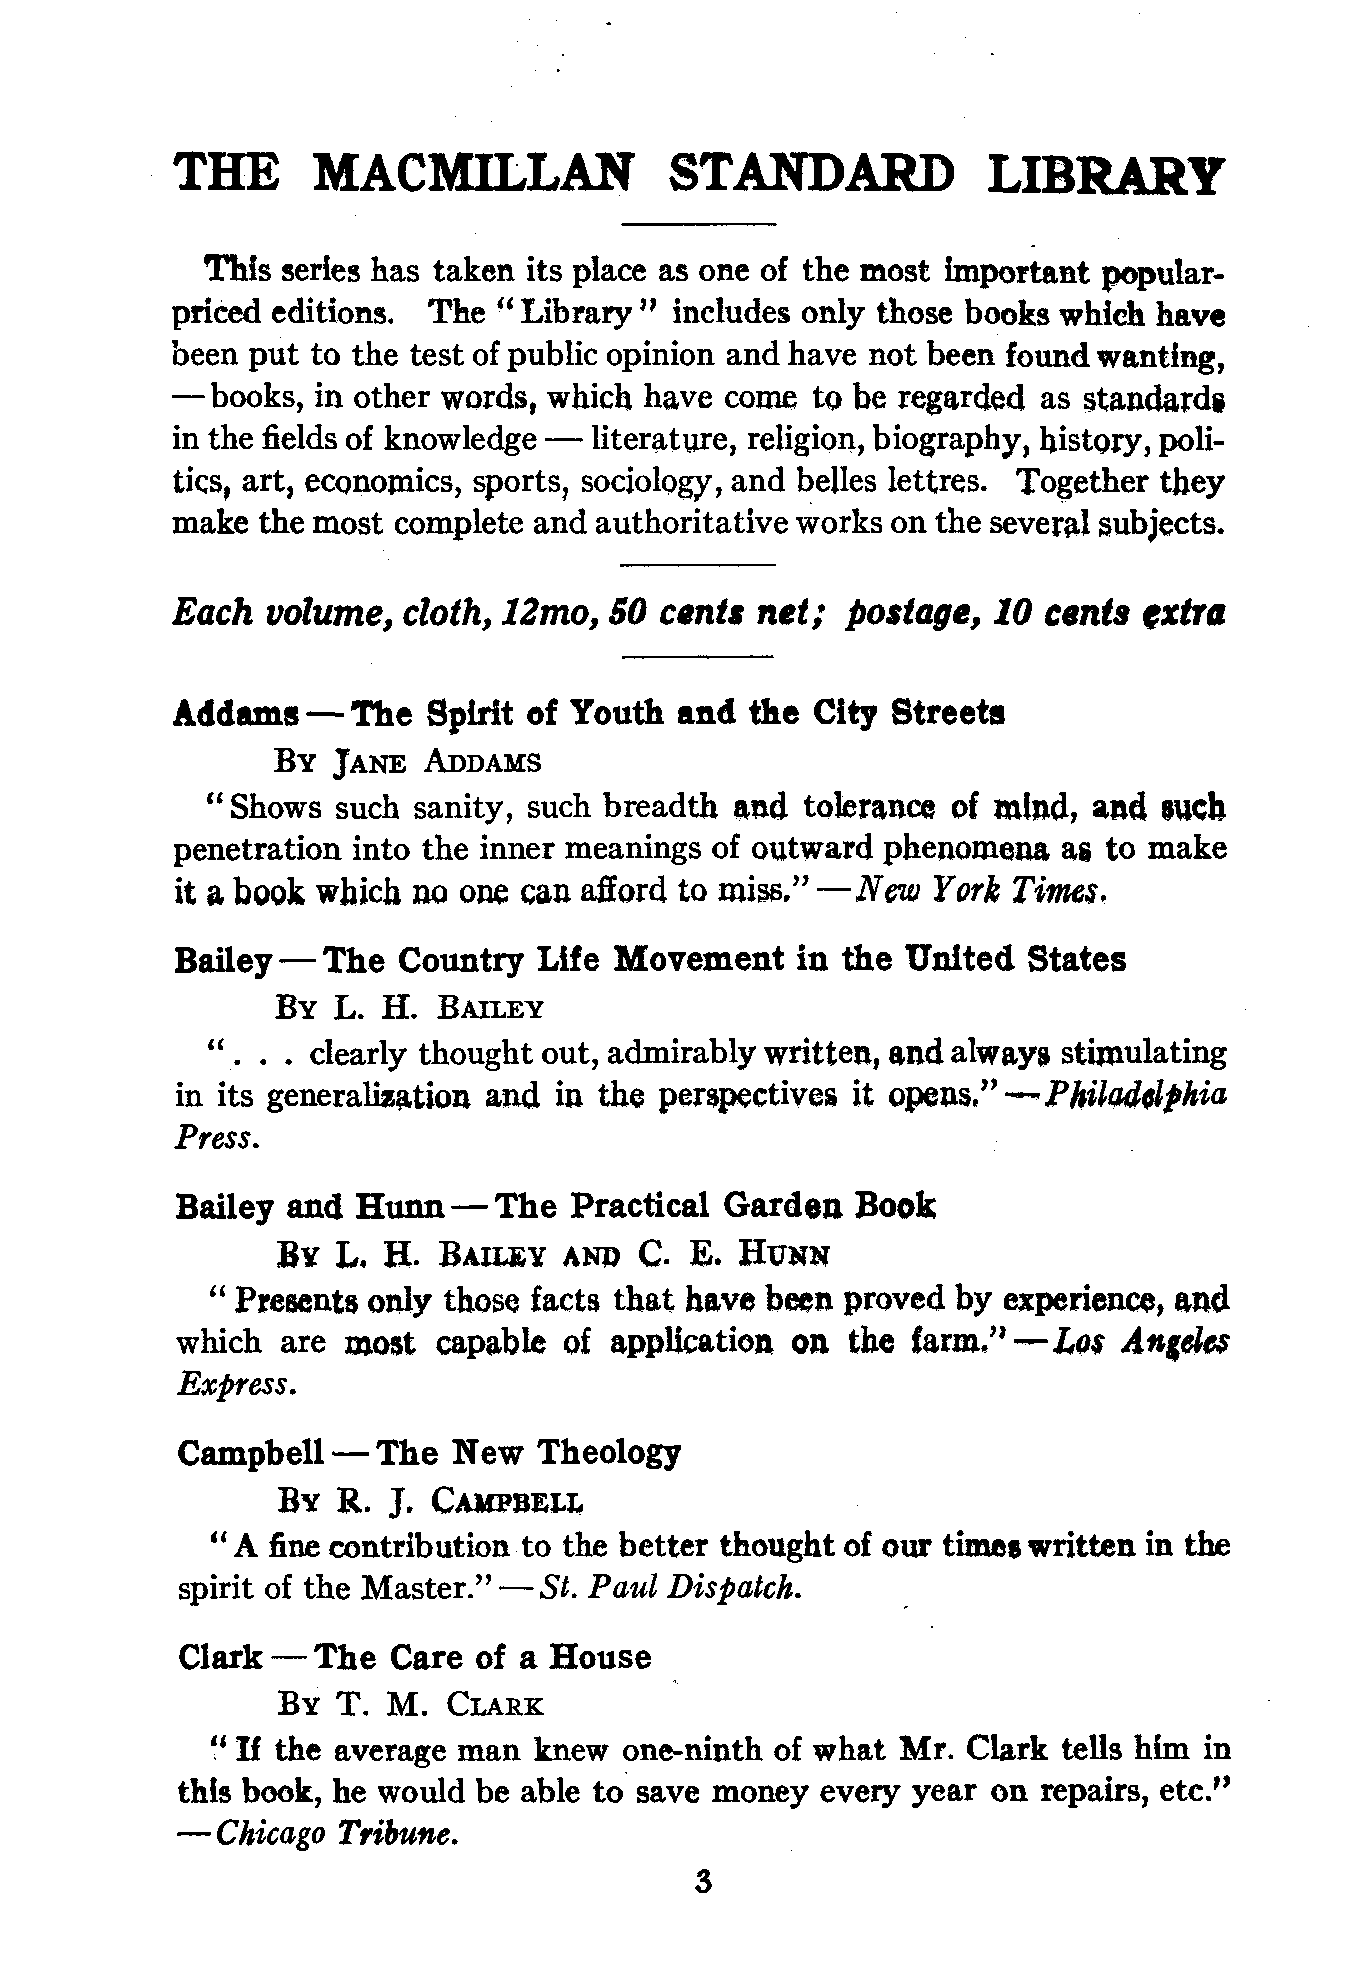 THE MACMILLAN STANDARD LIBRARY
This series has taken its place as one of the most important popular-
priced editions. The “Library” includes only those books which have
been put to the test of public opinion and have not been found wanting,
—books, in other words, which have come to be regarded as standards
in the fields of knowledge — literature, religion, biography, history, poli-
tics, art, economics, sports, sociology, and belles lettres. Together they
make the most complete and authoritative works on the several subjects.
Each volume, cloth, 12mo, 50 cents net; postage, 10 cents extra
Addams — The Spirit of Youth and the City Streets
By Jane Addams
“Shows such sanity, such breadth and tolerance of mind, and such
penetration into the inner meanings of outward phenomena as to make
it a book which no one can afford to miss.” — New York Times.
Bailey — The Country Life Movement in the United States
By L. H. Bailey
“. . . clearly thought out, admirably written, and always stimulating
in its generalization and in the perspectives it opens.” — Philadelphia
Press.
Bailey and Hunn — The Practical Garden Book
By L. H. Bailey and C. E. Hunn
“Presents only those facts that have been proved by experience, and
which are most capable of application on the farm.” — Los Angeles
Express.
Campbell — The New Theology
By R. J. Campbell
“A fine contribution to the better thought of our times written in the
spirit of the Master.” — St. Paul Dispatch.
Clark — The Care of a House
By T. M. Clark
“If the average man knew one-ninth of what Mr. Clark tells him in
this book, he would be able to save money every year on repairs, etc.”
— Chicago Tribune.
3